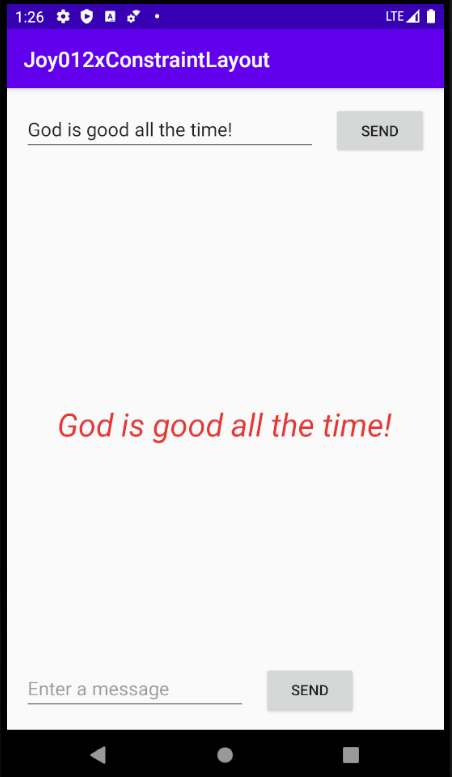 1:26 LTE
Joy012xConstraintLayout
God is good all the time! SEND
God is good all the time!
Enter a message SEND